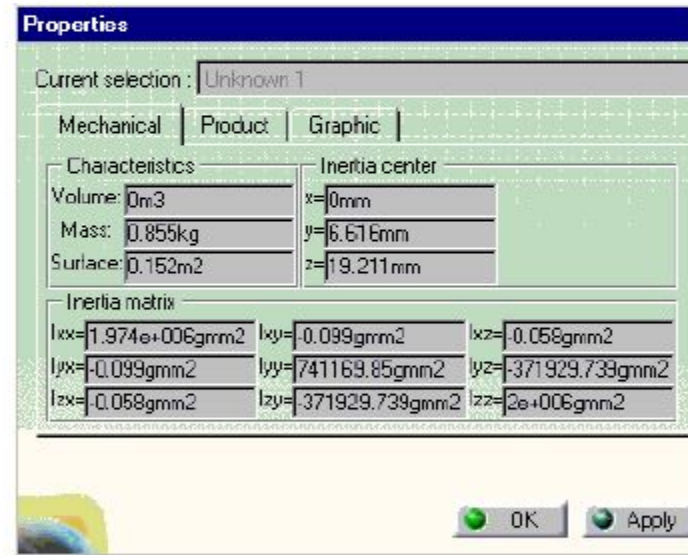 Properties
Current selection : Unknown 1
Mechanical Product Graphic
Characteristics Inertia center
Volume: 0m3 x= 0mm
Mass: 0.855kg y= 6.616mm
Surface: 0.152m2 z= 19.211mm
Inertia matrix
Ixx= 1.974e+006gmm2 Ixy= -0.099gmm2 Ixz= -0.058gmm2
Iyx= -0.099gmm2 Iyy= 741169.85gmm2 Iyz= -371929.739gmm2
Izx= -0.058gmm2 Izy= -371929.739gmm2 Izz= 2e+006gmm2
OK Apply